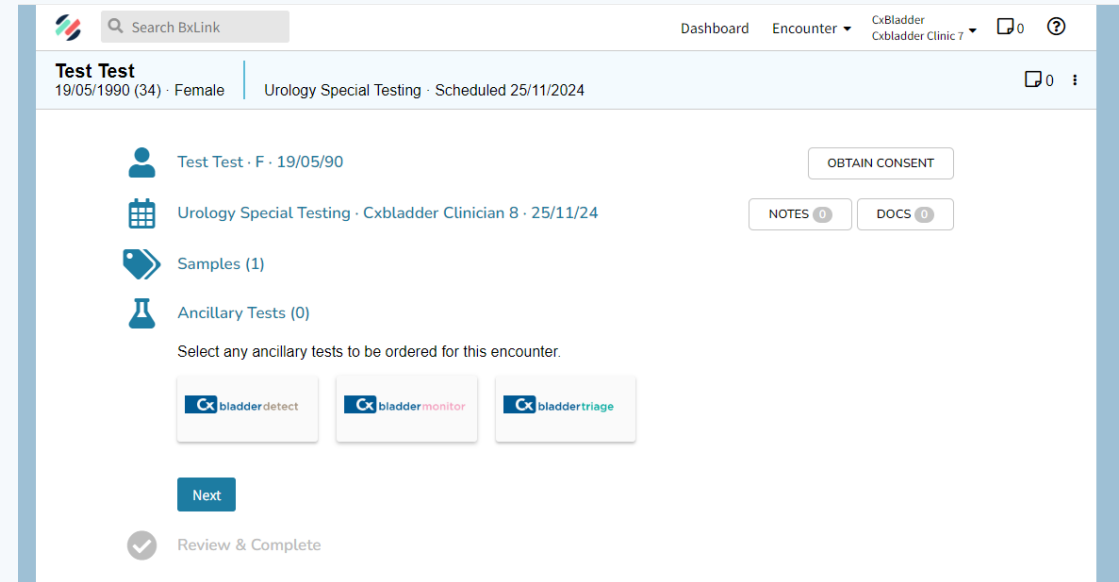 Search BxLink
Dashboard Encounter CxBladder Cxbladder Clinic 7 0
Test Test
19/05/1990 (34) · Female Urology Special Testing · Scheduled 25/11/2024 0
Test Test · F · 19/05/90 OBTAIN CONSENT
Urology Special Testing · Cxbladder Clinician 8 · 25/11/24 NOTES 0 DOCS 0
Samples (1)
Ancillary Tests (0)
Select any ancillary tests to be ordered for this encounter.
Cx bladderdetect Cx bladdermonitor Cx bladdertriage
Next
Review & Complete